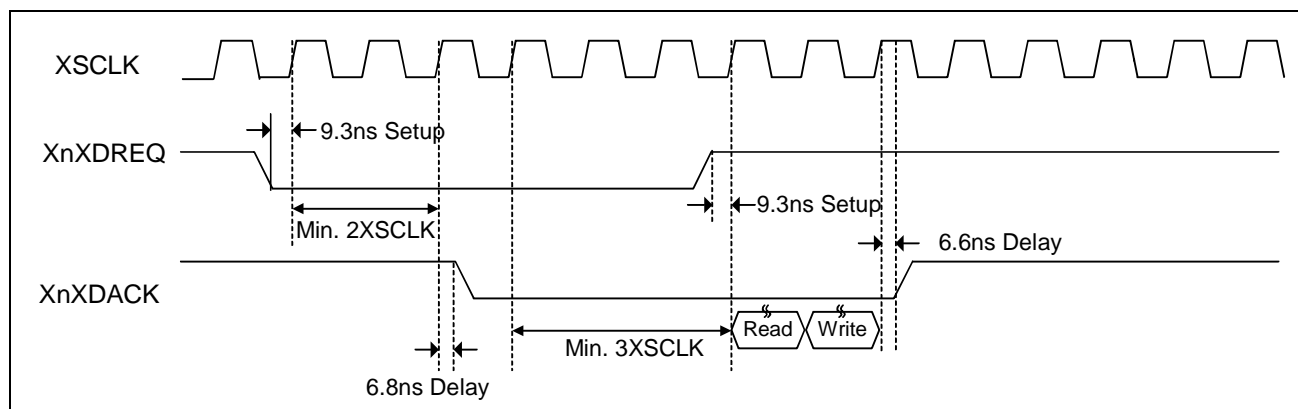 XSCLK
9.3ns Setup
XnXDREQ
9.3ns Setup
Min. 2XSCLK
6.6ns Delay
XnXDACK
Read
Write
Min. 3XSCLK
6.8ns Delay